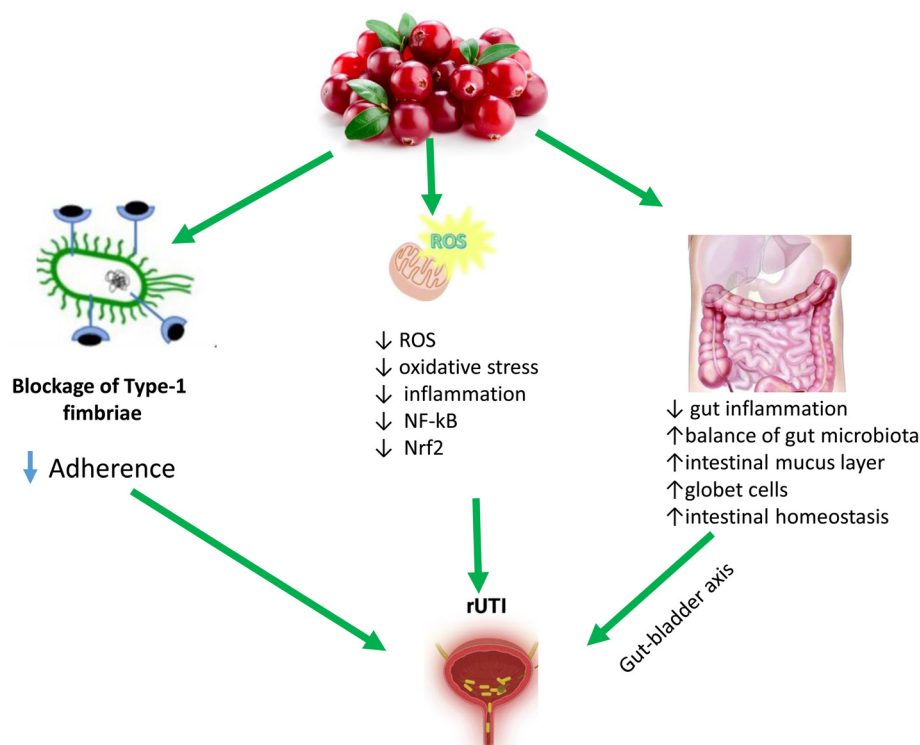 ROS
↓ ROS
↓ oxidative stress
↓ inflammation
↓ NF-kB
↓ Nrf2
Blockage of Type-1
fimbriae
↓ Adherence
↓ gut inflammation
↑balance of gut microbiota
↑intestinal mucus layer
↑globet cells
↑intestinal homeostasis
Gut-bladder axis
rUTI